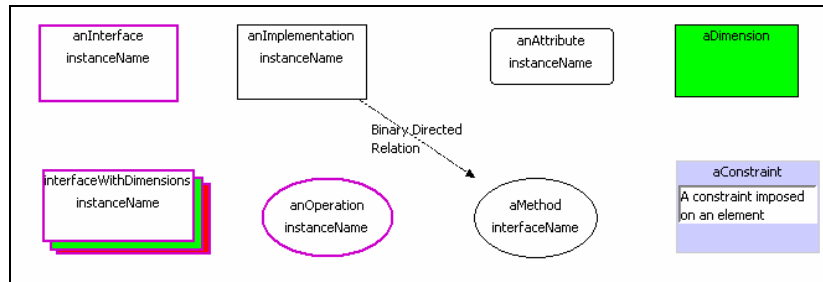 anInterface
instanceName
anImplementation
instanceName
anAttribute
instanceName
aDimension
Binary Directed
Relation
interfaceWithDimensions
instanceName
anOperation
instanceName
aMethod
interfaceName
aConstraint
A constraint imposed
on an element